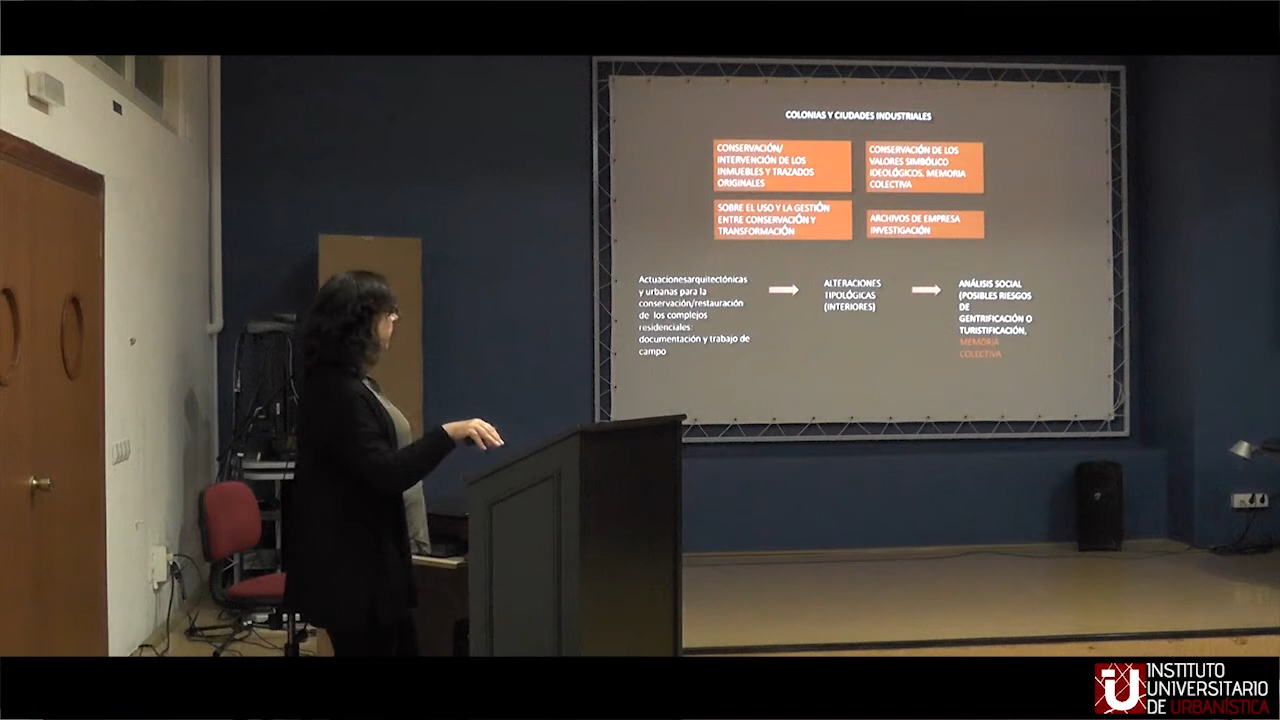 COLONIAS Y CIUDADES INDUSTRIALES
CONSERVACIÓN/
INTERVENCIÓN DE LOS
INMUEBLES Y TRAZADOS
ORIGINALES
CONSERVACIÓN DE LOS
VALORES SIMBÓLICO
IDEOLÓGICOS. MEMORIA
COLECTIVA
SOBRE EL USO Y LA GESTIÓN
ENTRE CONSERVACIÓN Y
TRANSFORMACIÓN
ARCHIVOS DE EMPRESA
INVESTIGACIÓN
Actuacionesarquitectónicas
y urbanas para la
conservación/restauración
de los complejos
residenciales:
documentación y trabajo de
campo
ALTERACIONES
TIPOLÓGICAS
(INTERIORES)
ANÁLISIS SOCIAL
(POSIBLES RIESGOS
DE
GENTRIFICACIÓN O
TURISTIFICACIÓN,
MEMORIA
COLECTIVA
INSTITUTO
UNIVERSITARIO
DE URBANÍSTICA